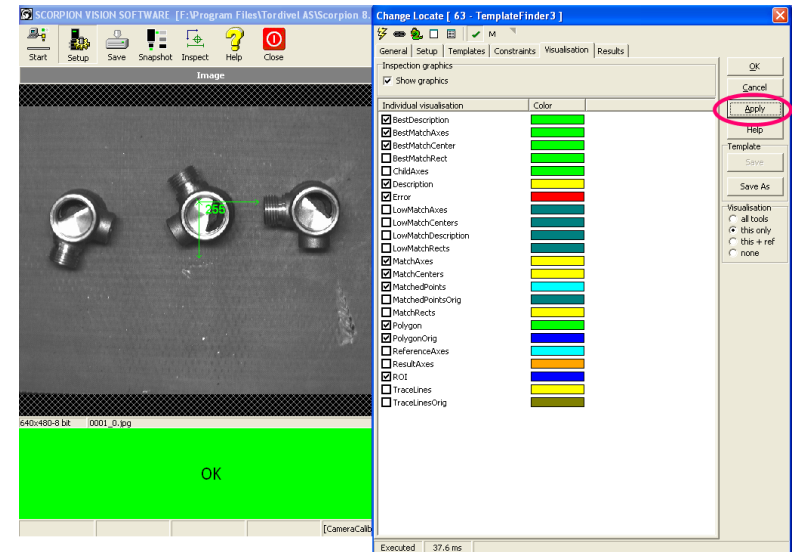 SCORPION VISION SOFTWARE [F:\Program Files\Tordivel AS\Scorpion 8.
Start Setup Save Snapshot Inspect Help Close
Image
255
640x480-8 bit 0001_0.jpg
OK
[CameraCalib
Change Locate [ 63 - TemplateFinder3 ]
M
General Setup Templates Constraints Visualisation Results
Inspection graphics
Show graphics
Individual visualisation Color
BestDescription
BestMatchAxes
BestMatchCenter
BestMatchRect
ChildAxes
Description
Error
LowMatchAxes
LowMatchCenters
LowMatchDescription
LowMatchRects
MatchAxes
MatchCenters
MatchedPoints
MatchedPointsOrig
MatchRects
Polygon
PolygonOrig
ReferenceAxes
ResultAxes
ROI
TraceLines
TraceLinesOrig
OK
Cancel
Apply
Help
Template
Save
Save As
Visualisation
all tools
this only
this + ref
none
Executed 37.6 ms